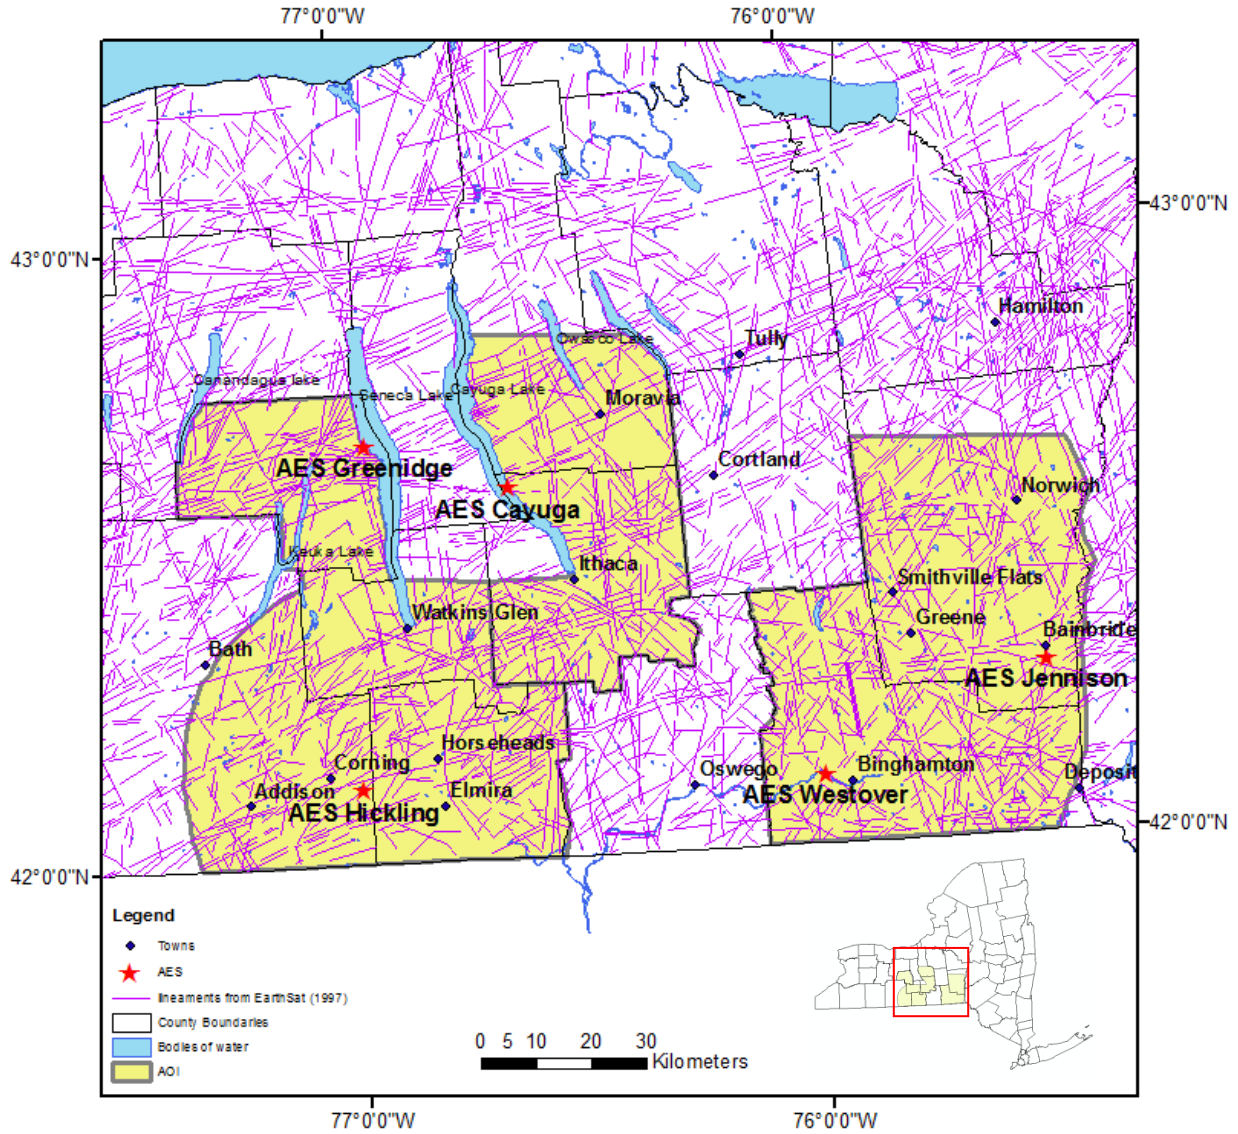 77°0'0"W 76°0'0"W
43°0'0"N
43°0'0"N
Hamilton
Tully
Owasco Lake
Canandagua lake
Cayuga Lake
Seneca Lake
Moravia
Cortland
AES Greenidge
Norwich
AES Cayuga
Keuka Lake
Ithaca
Smithville Flats
Watkins Glen
Greene
Bainbridge
Bath
AES Jennison
Horseheads
Corning
Oswego
Binghamton
Deposit
Addison
Elmira
AES Westover
AES Hickling
42°0'0"N
42°0'0"N
Legend
Towns
AES
lineaments from EarthSat (1997)
County Boundaries
Bodies of water
AOI
0 5 10 20 30
Kilometers
77°0'0"W 76°0'0"W